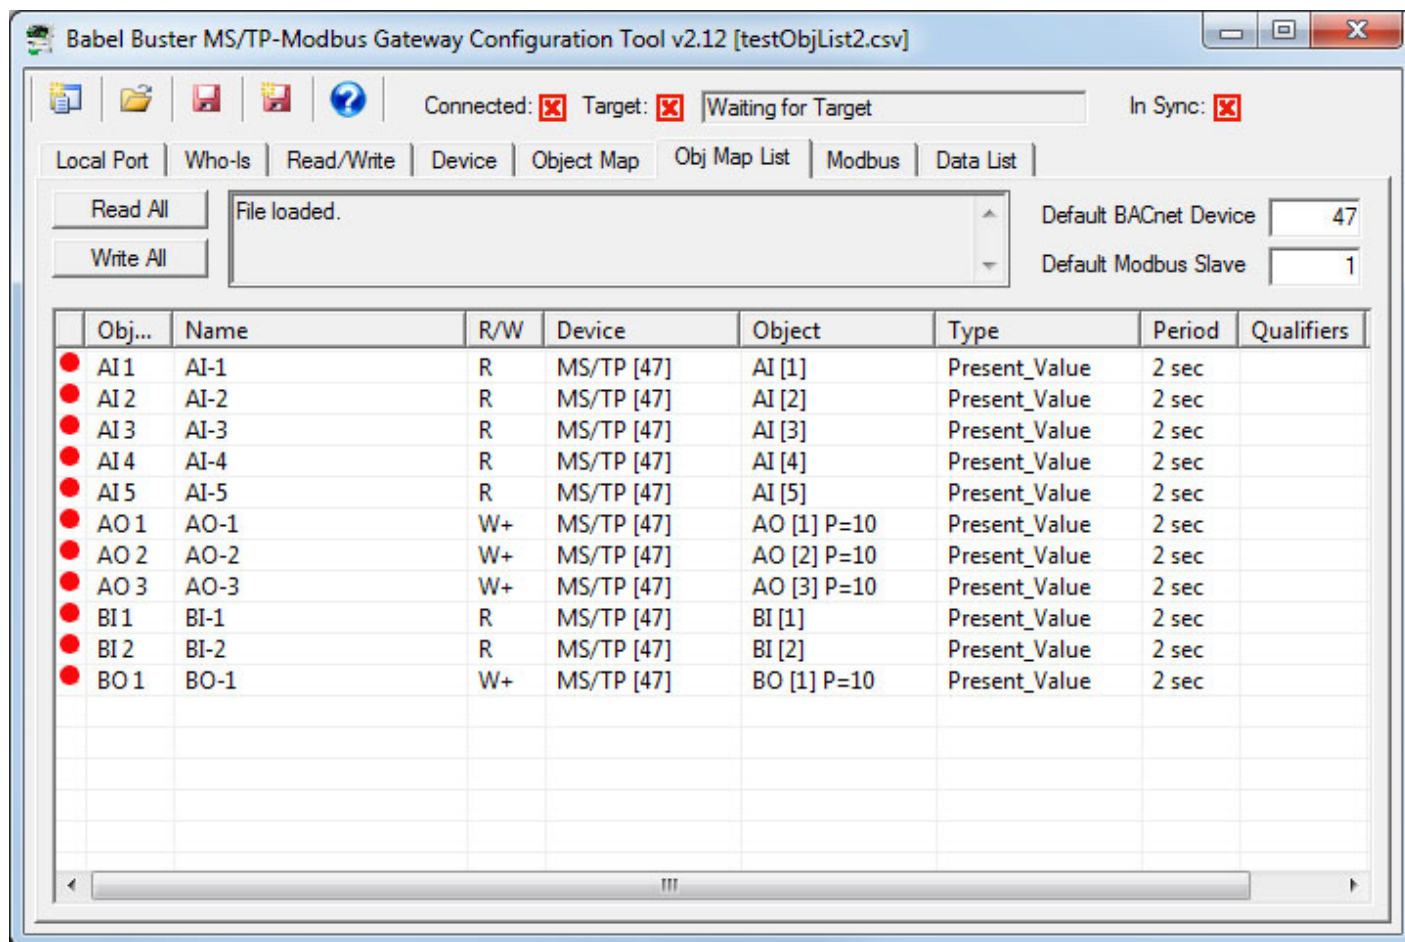 Babel Buster MS/TP-Modbus Gateway Configuration Tool v2.12 [testObjList2.csv]
Connected: Target: Waiting for Target In Sync:
Local Port Who-Is Read/Write Device Object Map Obj Map List Modbus Data List
Read All File loaded. Default BACnet Device 47
Write All Default Modbus Slave 1
Obj... Name R/W Device Object Type Period Qualifiers
AI 1 AI-1 R MS/TP [47] AI [1] Present_Value 2 sec
AI 2 AI-2 R MS/TP [47] AI [2] Present_Value 2 sec
AI 3 AI-3 R MS/TP [47] AI [3] Present_Value 2 sec
AI 4 AI-4 R MS/TP [47] AI [4] Present_Value 2 sec
AI 5 AI-5 R MS/TP [47] AI [5] Present_Value 2 sec
AO 1 AO-1 W+ MS/TP [47] AO [1] P=10 Present_Value 2 sec
AO 2 AO-2 W+ MS/TP [47] AO [2] P=10 Present_Value 2 sec
AO 3 AO-3 W+ MS/TP [47] AO [3] P=10 Present_Value 2 sec
BI 1 BI-1 R MS/TP [47] BI [1] Present_Value 2 sec
BI 2 BI-2 R MS/TP [47] BI [2] Present_Value 2 sec
BO 1 BO-1 W+ MS/TP [47] BO [1] P=10 Present_Value 2 sec